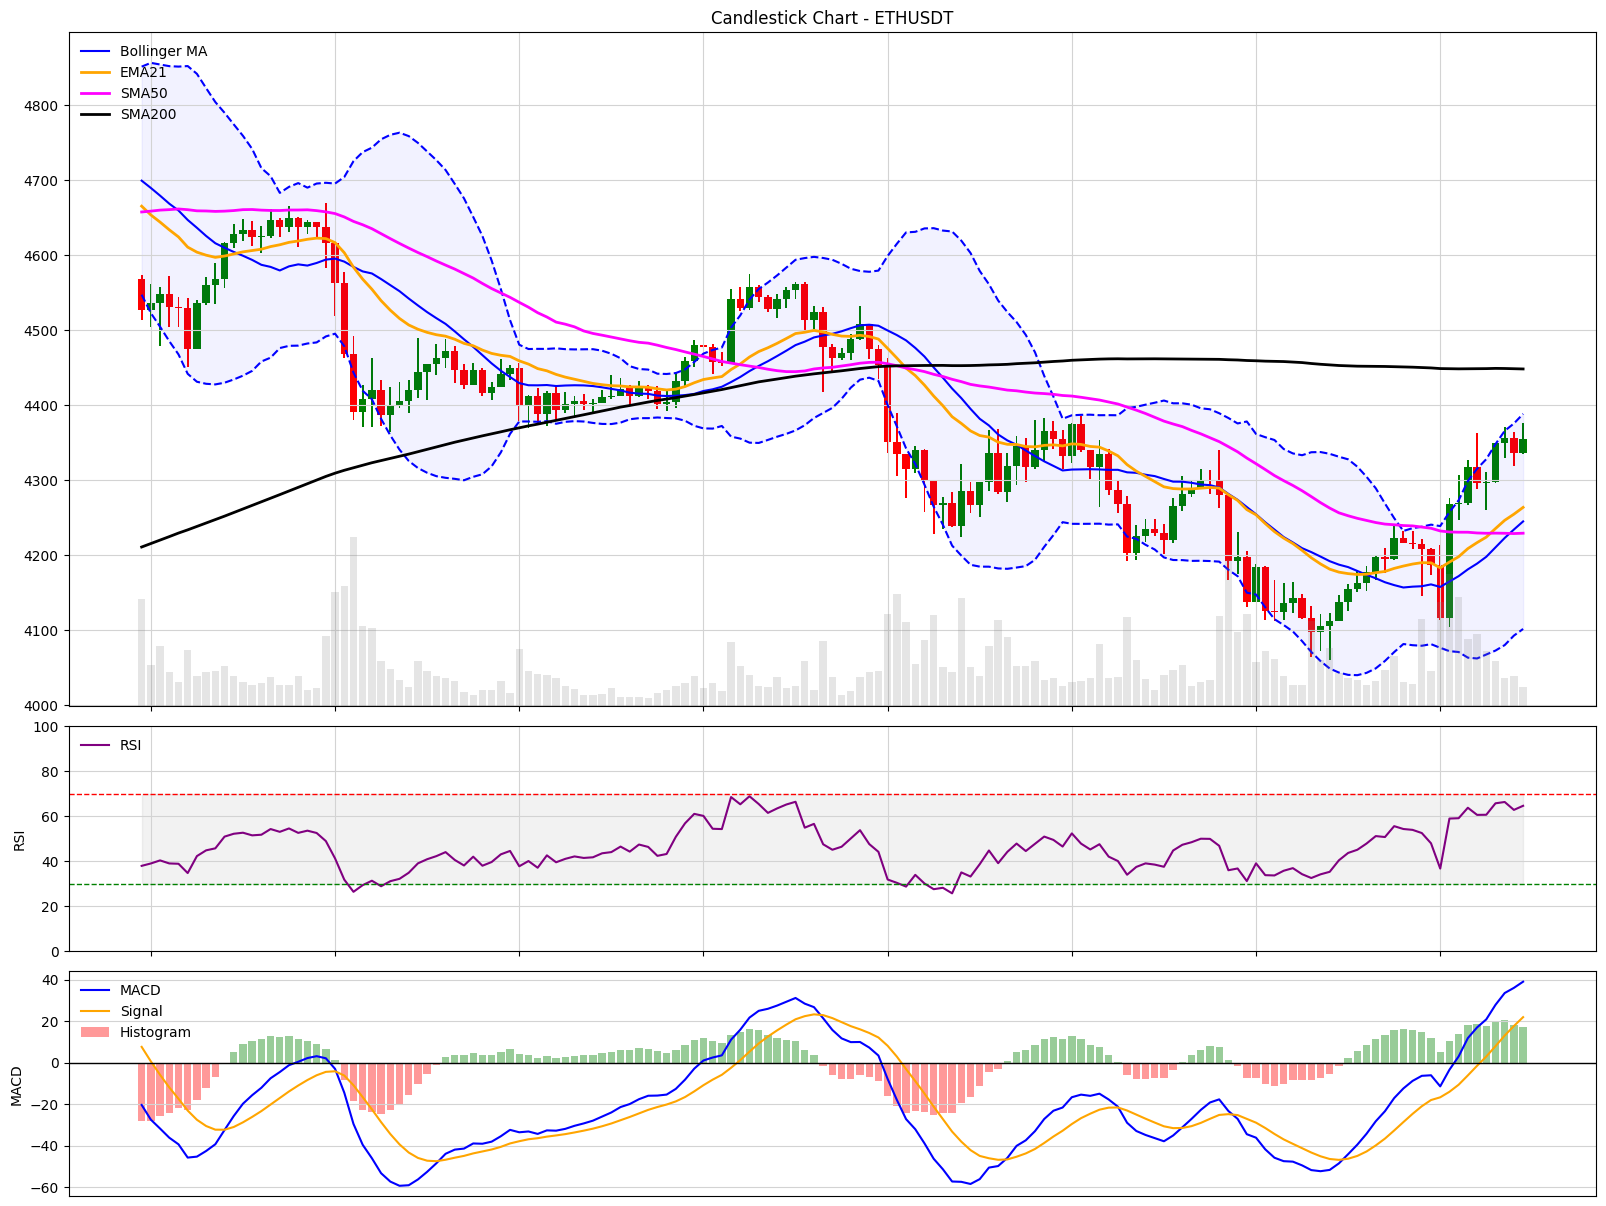 Candlestick Chart - ETHUSDT
Bollinger MA
EMA21
SMA50
SMA200
4800
4700
4600
4500
4400
4300
4200
4100
4000
RSI
100
80
60
40
20
0
RSI
MACD
Signal
Histogram
40
20
0
−20
−40
−60
MACD